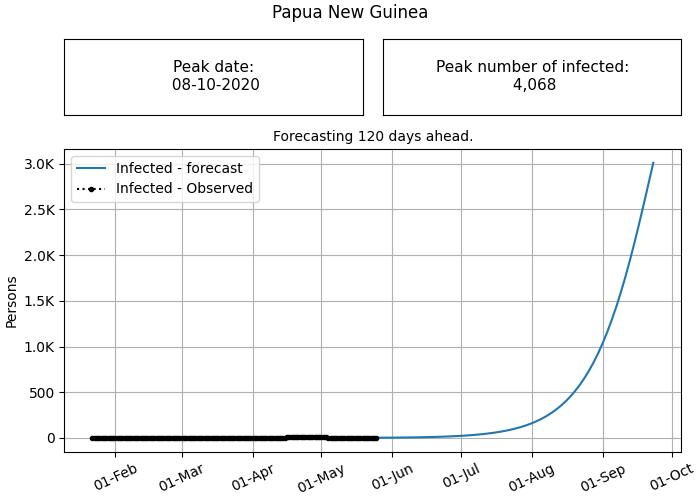 Papua New Guinea
Peak date:
08-10-2020
Peak number of infected:
4,068
Forecasting 120 days ahead.
Infected - forecast
Infected - Observed
Persons
3.0K
2.5K
2.0K
1.5K
1.0K
500
0
01-Feb
01-Mar
01-Apr
01-May
01-Jun
01-Jul
01-Aug
01-Sep
01-Oct